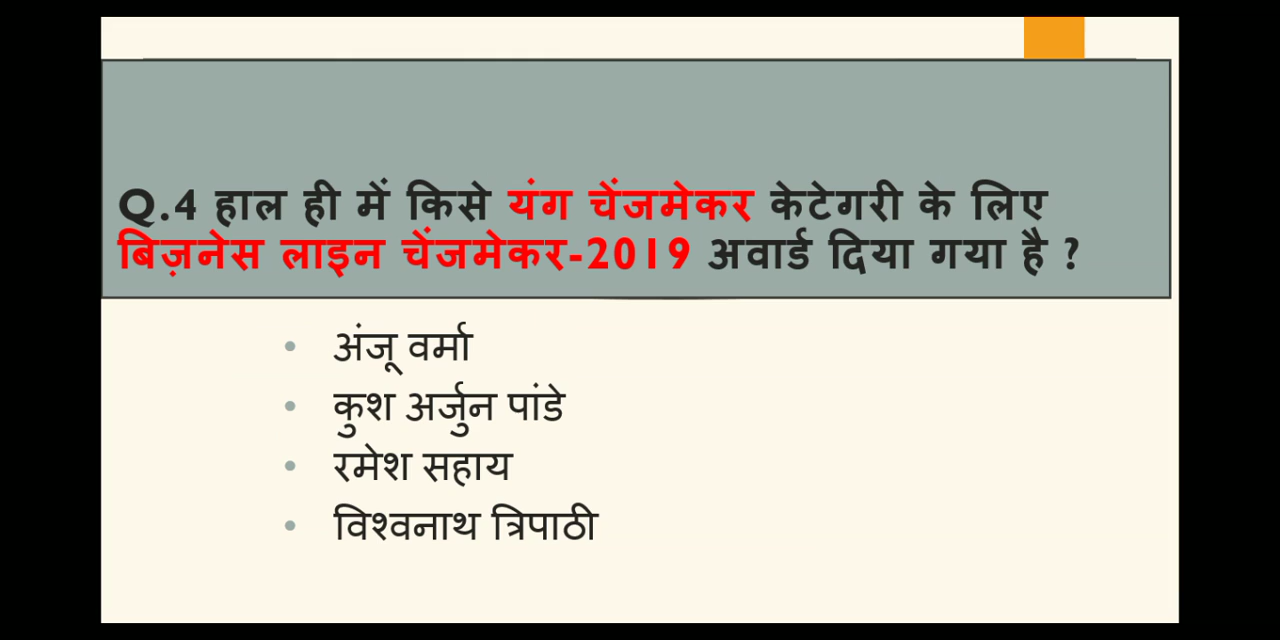 Q.4 हाल ही में किसे यंग चेंजमेकर केटेगरी के लिए
बिज़नेस लाइन चेंजमेकर-2019 अवार्ड दिया गया है ?
• अंजू वर्मा
• कुश अर्जुन पांडे
• रमेश सहाय
• विश्वनाथ त्रिपाठी